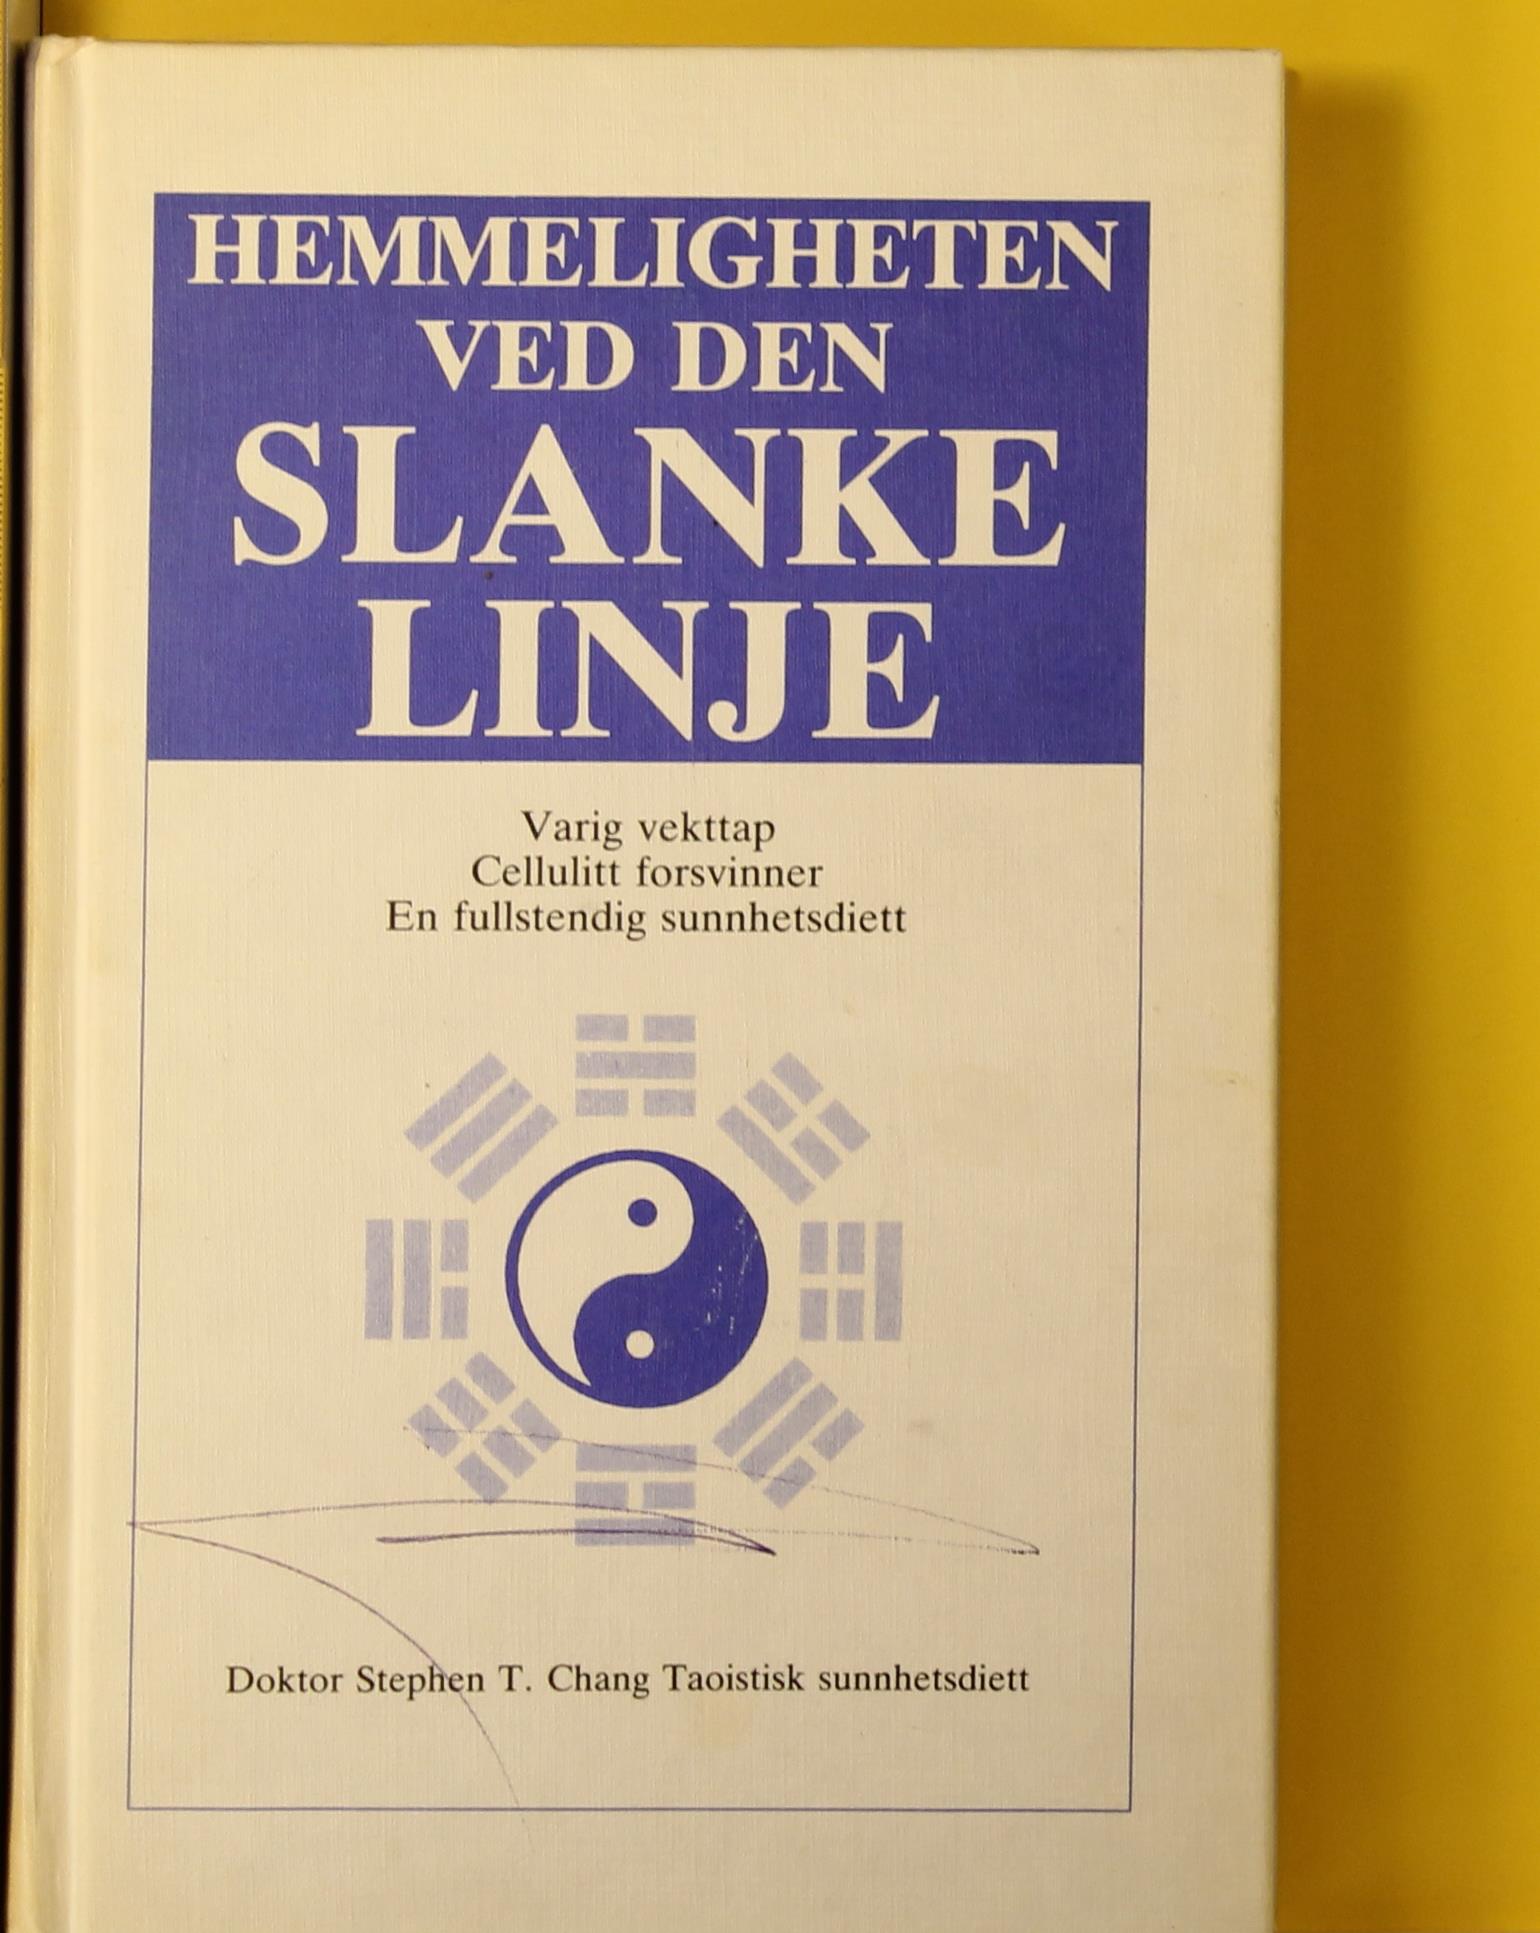 HEMMELIGHETEN
VED DEN
SLANKE
LINJE
Varig vekttap
Cellulitt forsvinner
En fullstendig sunnhetsdiett
Doktor Stephen T. Chang Taoistisk sunnhetsdiett